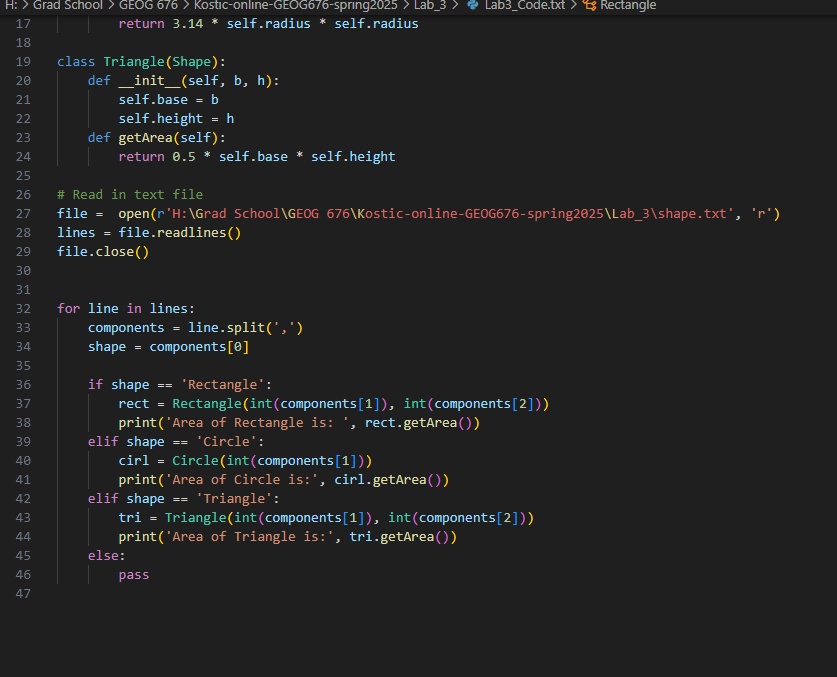 H: > Grad School > GEOG 676 > Kostic-online-GEOG676-spring2025 > Lab_3 > Lab3_Code.txt > Rectangle
17 return 3.14 * self.radius * self.radius
18
19 class Triangle(Shape):
20 def __init__(self, b, h):
21 self.base = b
22 self.height = h
23 def getArea(self):
24 return 0.5 * self.base * self.height
25
26 # Read in text file
27 file =  open(r'H:\Grad School\GEOG 676\Kostic-online-GEOG676-spring2025\Lab_3\shape.txt', 'r')
28 lines = file.readlines()
29 file.close()
30
31
32 for line in lines:
33 components = line.split(',')
34 shape = components[0]
35
36 if shape == 'Rectangle':
37 rect = Rectangle(int(components[1]), int(components[2]))
38 print('Area of Rectangle is: ', rect.getArea())
39 elif shape == 'Circle':
40 cirl = Circle(int(components[1]))
41 print('Area of Circle is:', cirl.getArea())
42 elif shape == 'Triangle':
43 tri = Triangle(int(components[1]), int(components[2]))
44 print('Area of Triangle is:', tri.getArea())
45 else:
46 pass
47